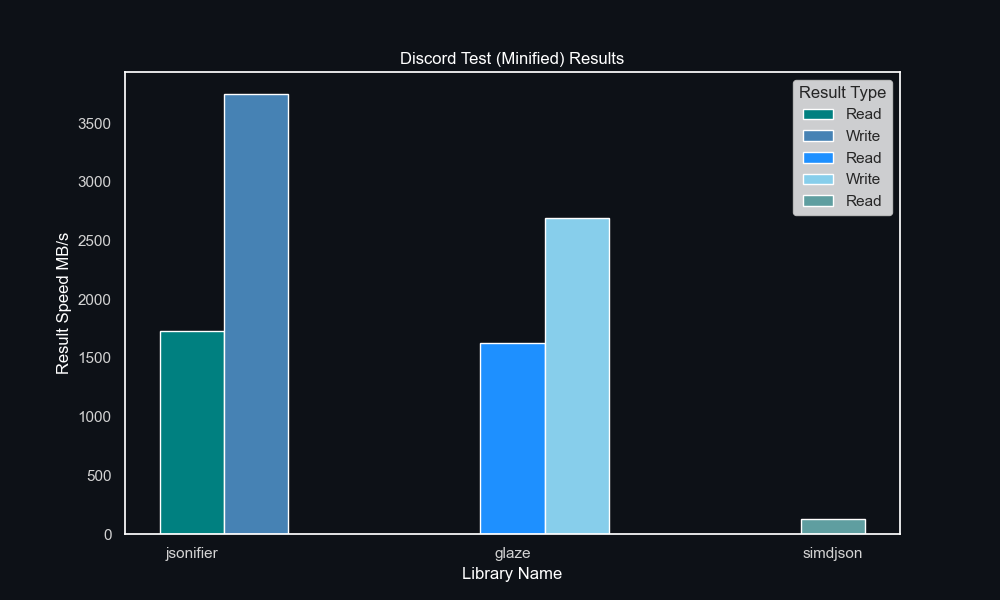 Discord Test (Minified) Results
Result Type
Read
Write
Read
Write
Read
Result Speed MB/s
3500
3000
2500
2000
1500
1000
500
0
jsonifier
glaze
simdjson
Library Name